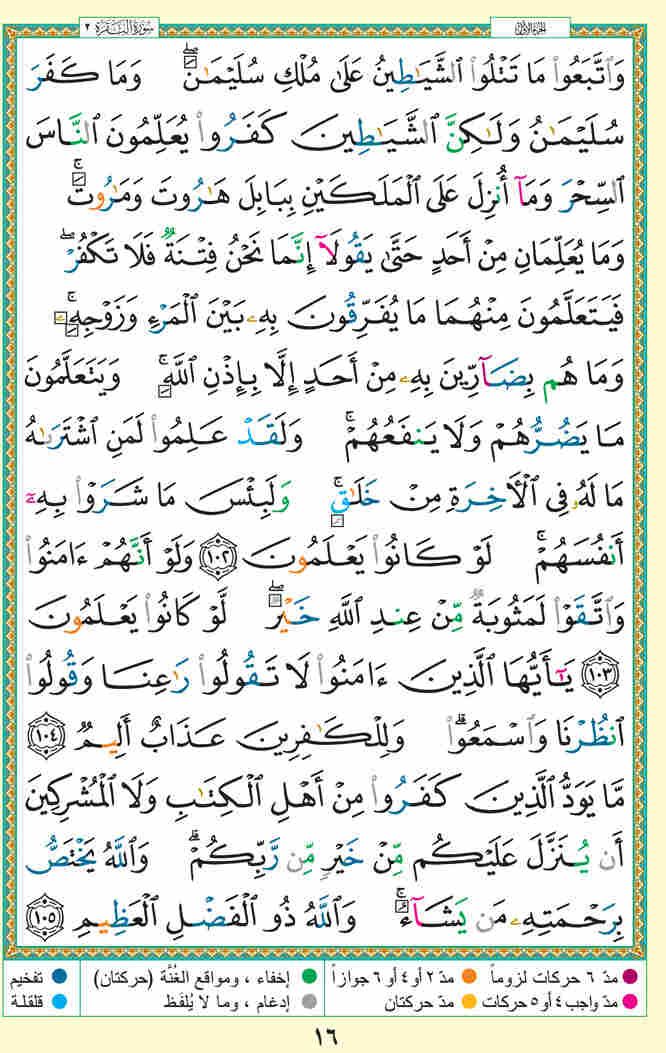 سُورَةُ البَقَرَة ٢
الجزء الأول
وَٱتَّبَعُوا۟ مَا تَتْلُوا۟ ٱلشَّيَـٰطِينُ عَلَىٰ مُلْكِ سُلَيْمَـٰنَ ۖ وَمَا كَفَرَ
سُلَيْمَـٰنُ وَلَـٰكِنَّ ٱلشَّيَـٰطِينَ كَفَرُوا۟ يُعَلِّمُونَ ٱلنَّاسَ
ٱلسِّحْرَ وَمَآ أُنزِلَ عَلَى ٱلْمَلَكَيْنِ بِبَابِلَ هَـٰرُوتَ وَمَـٰرُوتَ ۚ
وَمَا يُعَلِّمَانِ مِنْ أَحَدٍ حَتَّىٰ يَقُولَآ إِنَّمَا نَحْنُ فِتْنَةٌ فَلَا تَكْفُرْ ۖ
فَيَتَعَلَّمُونَ مِنْهُمَا مَا يُفَرِّقُونَ بِهِۦ بَيْنَ ٱلْمَرْءِ وَزَوْجِهِۦ ۚ
وَمَا هُم بِضَآرِّينَ بِهِۦ مِنْ أَحَدٍ إِلَّا بِإِذْنِ ٱللَّهِ ۚ وَيَتَعَلَّمُونَ
مَا يَضُرُّهُمْ وَلَا يَنفَعُهُمْ ۚ وَلَقَدْ عَلِمُوا۟ لَمَنِ ٱشْتَرَىٰهُ
مَا لَهُۥ فِى ٱلْـَٔاخِرَةِ مِنْ خَلَـٰقٍ ۚ وَلَبِئْسَ مَا شَرَوْا۟ بِهِۦٓ
أَنفُسَهُمْ ۚ لَوْ كَانُوا۟ يَعْلَمُونَ ١٠٢ وَلَوْ أَنَّهُمْ ءَامَنُوا۟
وَٱتَّقَوْا۟ لَمَثُوبَةٌ مِّنْ عِندِ ٱللَّهِ خَيْرٌ ۖ لَّوْ كَانُوا۟ يَعْلَمُونَ
١٠٣ يَـٰٓأَيُّهَا ٱلَّذِينَ ءَامَنُوا۟ لَا تَقُولُوا۟ رَٰعِنَا وَقُولُوا۟
ٱنظُرْنَا وَٱسْمَعُوا۟ ۗ وَلِلْكَـٰفِرِينَ عَذَابٌ أَلِيمٌ ١٠٤
مَّا يَوَدُّ ٱلَّذِينَ كَفَرُوا۟ مِنْ أَهْلِ ٱلْكِتَـٰبِ وَلَا ٱلْمُشْرِكِينَ
أَن يُنَزَّلَ عَلَيْكُم مِّنْ خَيْرٍ مِّن رَّبِّكُمْ ۗ وَٱللَّهُ يَخْتَصُّ
بِرَحْمَتِهِۦ مَن يَشَآءُ ۚ وَٱللَّهُ ذُو ٱلْفَضْلِ ٱلْعَظِيمِ ١٠٥
مدّ ٦ حركات لزوماً مدّ ٢ أو ٤ أو ٦ جوازاً إخفاء ، ومواقع الغُنَّة (حركتان) تفخيم
مدّ واجب ٤ أو ٥ حركات مدّ حركتان إدغام ، وما لا يُلفَظ قلقلة
١٦